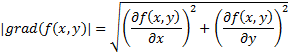 |grad(f(x,y)| = √((∂f(x,y)/∂x)² + (∂f(x,y)/∂y)²)